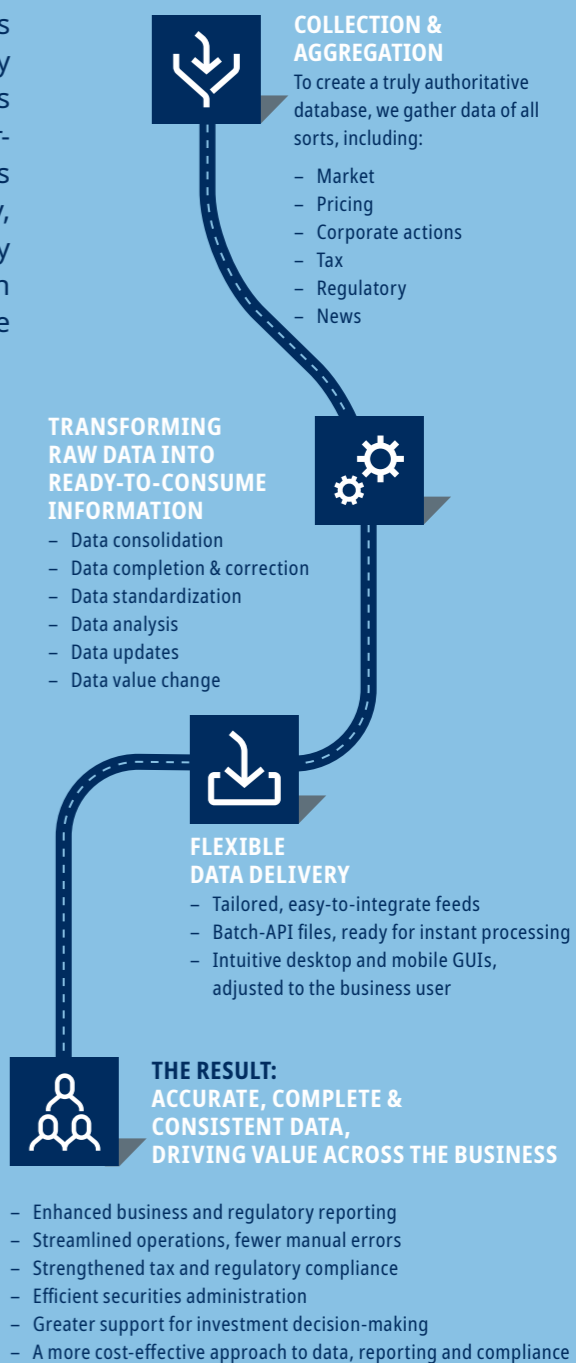 COLLECTION &
AGGREGATION
To create a truly authoritative
database, we gather data of all
sorts, including:
– Market
– Pricing
– Corporate actions
– Tax
– Regulatory
– News
TRANSFORMING
RAW DATA INTO
READY-TO-CONSUME
INFORMATION
– Data consolidation
– Data completion & correction
– Data standardization
– Data analysis
– Data updates
– Data value change
FLEXIBLE
DATA DELIVERY
– Tailored, easy-to-integrate feeds
– Batch-API files, ready for instant processing
– Intuitive desktop and mobile GUIs,
adjusted to the business user
THE RESULT:
ACCURATE, COMPLETE &
CONSISTENT DATA,
DRIVING VALUE ACROSS THE BUSINESS
– Enhanced business and regulatory reporting
– Streamlined operations, fewer manual errors
– Strengthened tax and regulatory compliance
– Efficient securities administration
– Greater support for investment decision-making
– A more cost-effective approach to data, reporting and compliance